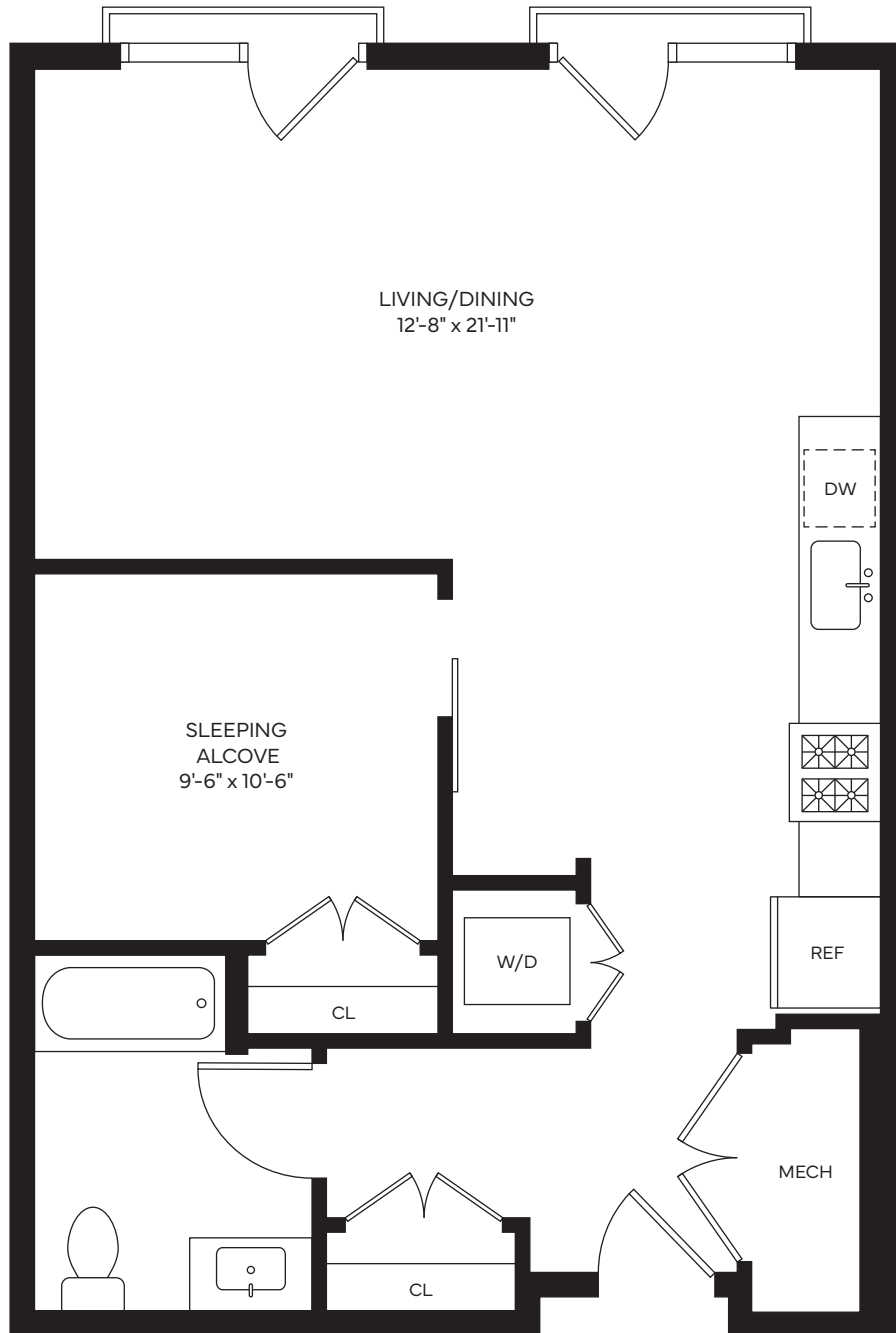 LIVING/DINING
12'-8" x 21'-11"
DW
SLEEPING
ALCOVE
9'-6" x 10'-6"
W/D
REF
CL
MECH
CL